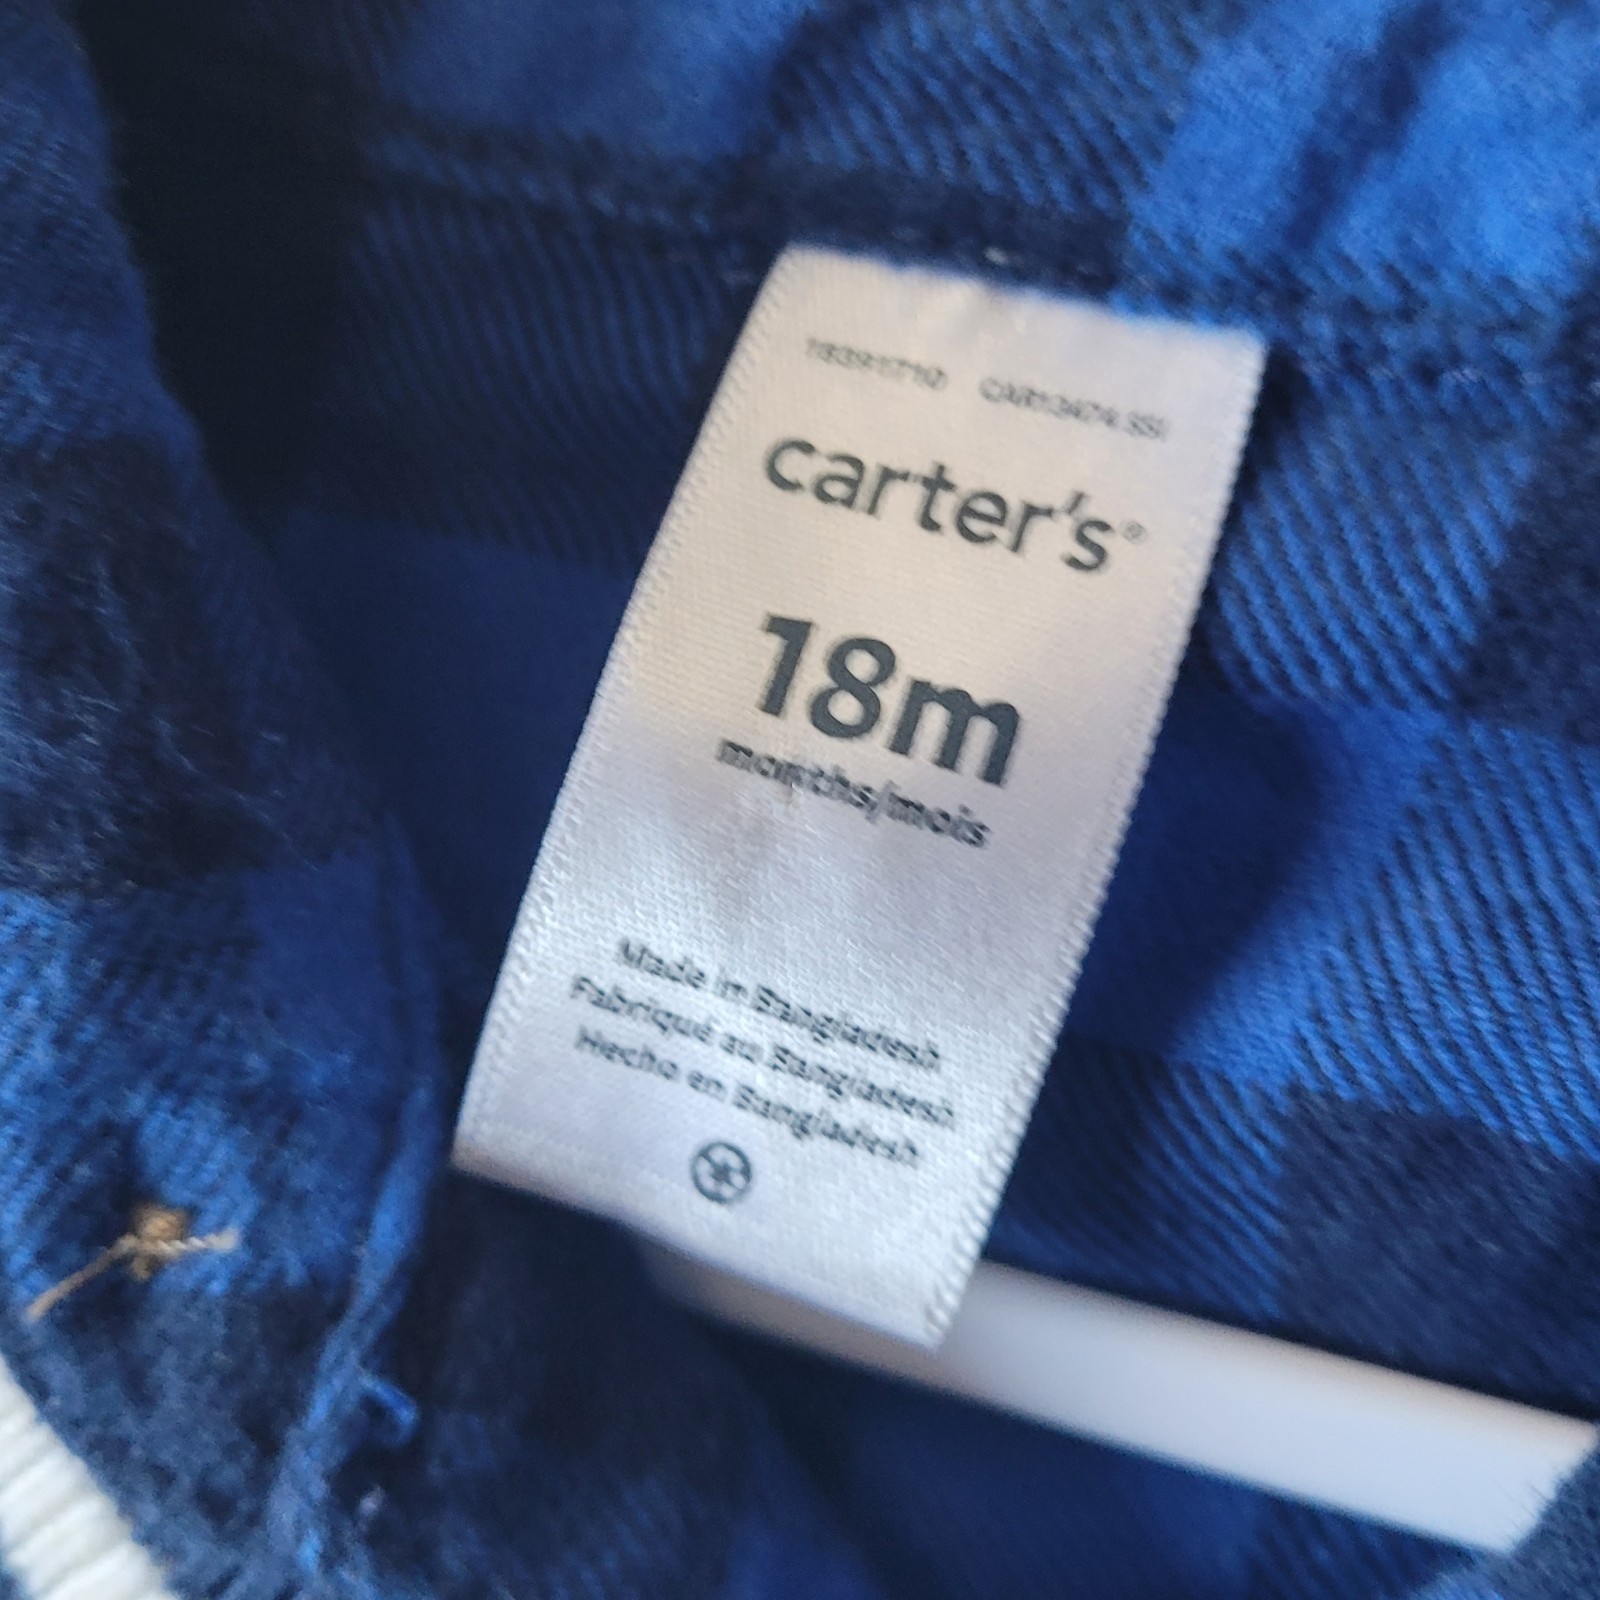 carter's®
18m
months/mois
Made in Bangladesh
Fabriqué au Bangladesh
Hecho en Bangladesh